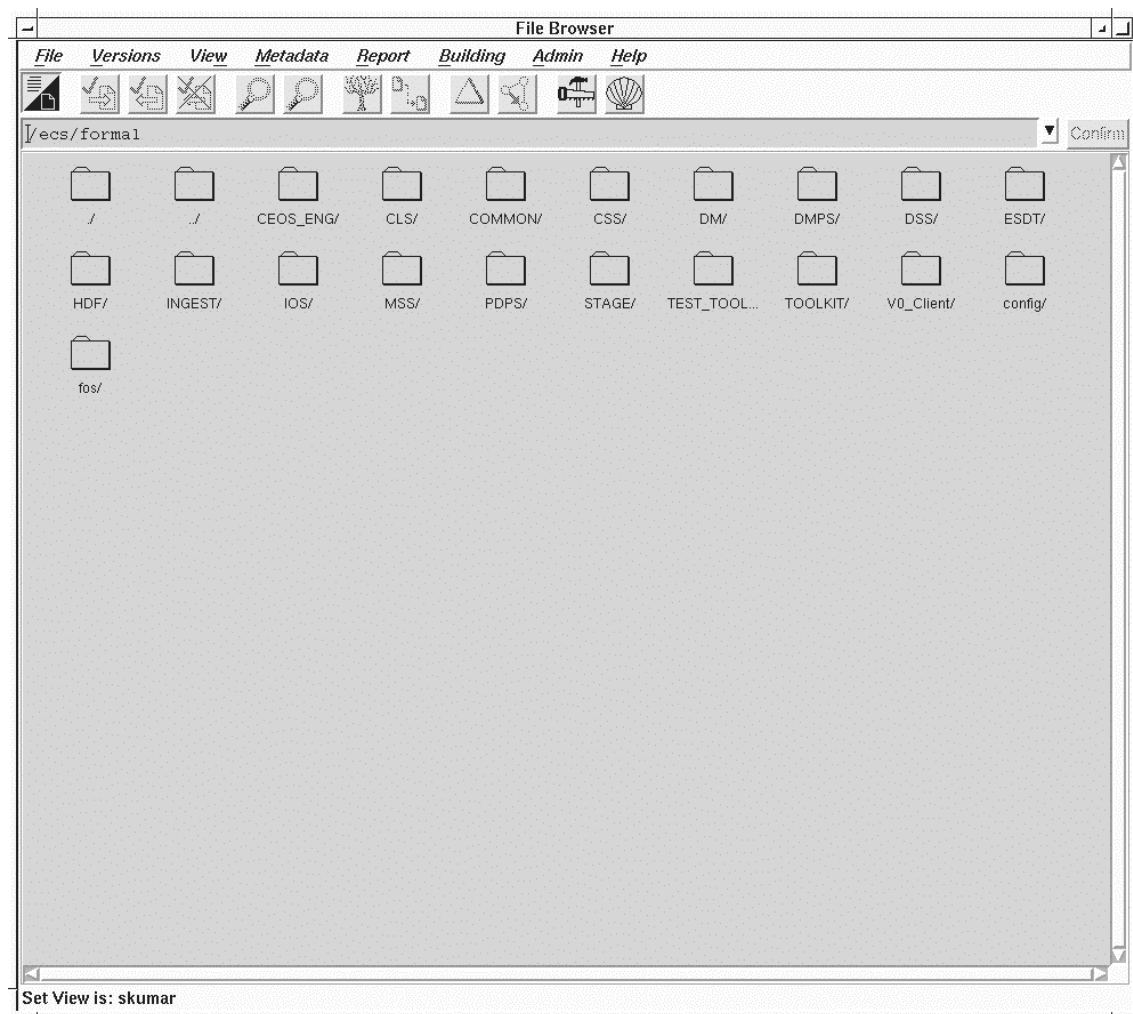 File Browser
File Versions View Metadata Report Building Admin Help
/ecs/formal Confirm
./ ../ CEOS_ENG/ CLS/ COMMON/ CSS/ DM/ DMPS/ DSS/ ESDT/
HDF/ INGEST/ IOS/ MSS/ PDPS/ STAGE/ TEST_TOOL... TOOLKIT/ V0_Client/ config/
fos/
Set View is: skumar